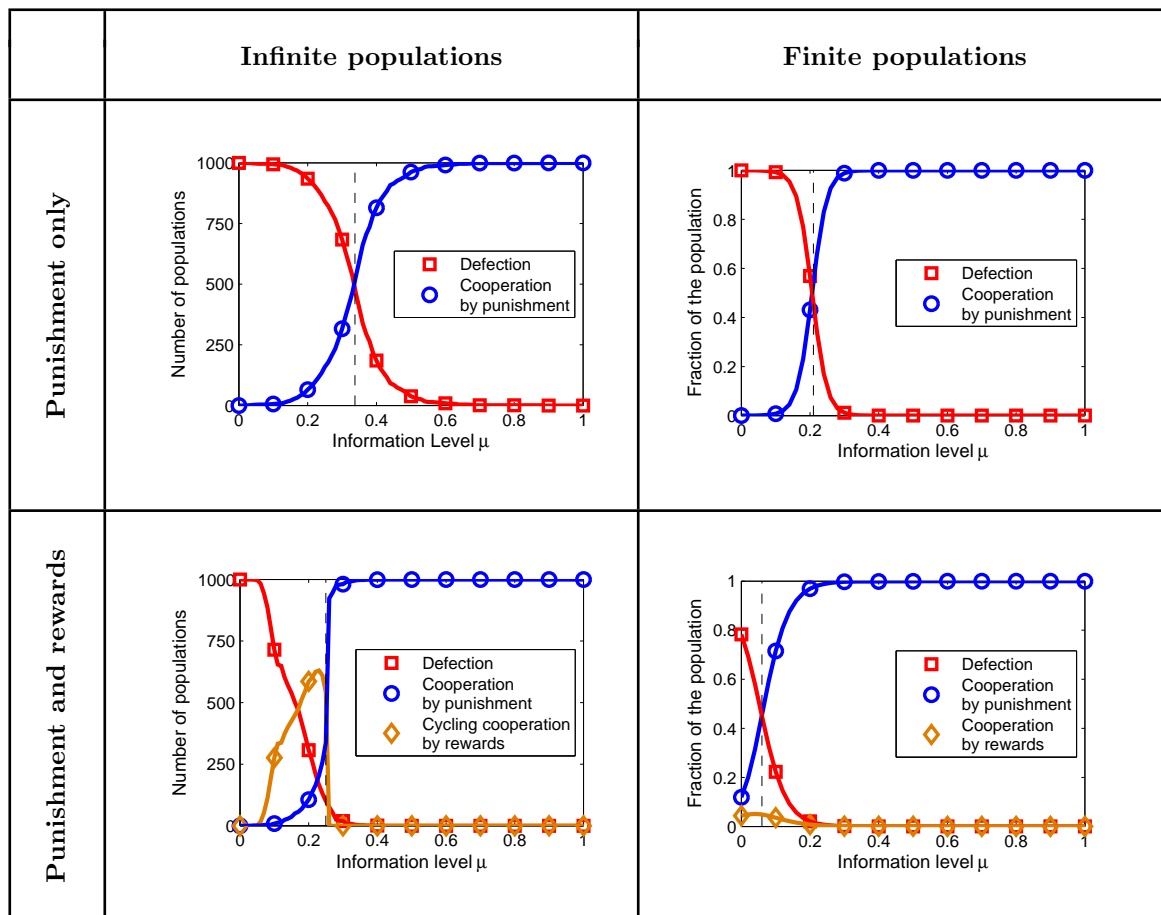 Infinite populations
Finite populations
Punishment only
1000
750
500
250
0
Number of populations
0 0.2 0.4 0.6 0.8 1
Information Level μ
Defection
Cooperation
by punishment
1
0.8
0.6
0.4
0.2
0
Fraction of the population
0 0.2 0.4 0.6 0.8 1
Information level μ
Defection
Cooperation
by punishment
Punishment and rewards
1000
750
500
250
0
Number of populations
0 0.2 0.4 0.6 0.8 1
Information level μ
Defection
Cooperation
by punishment
Cycling cooperation
by rewards
1
0.8
0.6
0.4
0.2
0
Fraction of the population
0 0.2 0.4 0.6 0.8 1
Information level μ
Defection
Cooperation
by punishment
Cooperation
by rewards